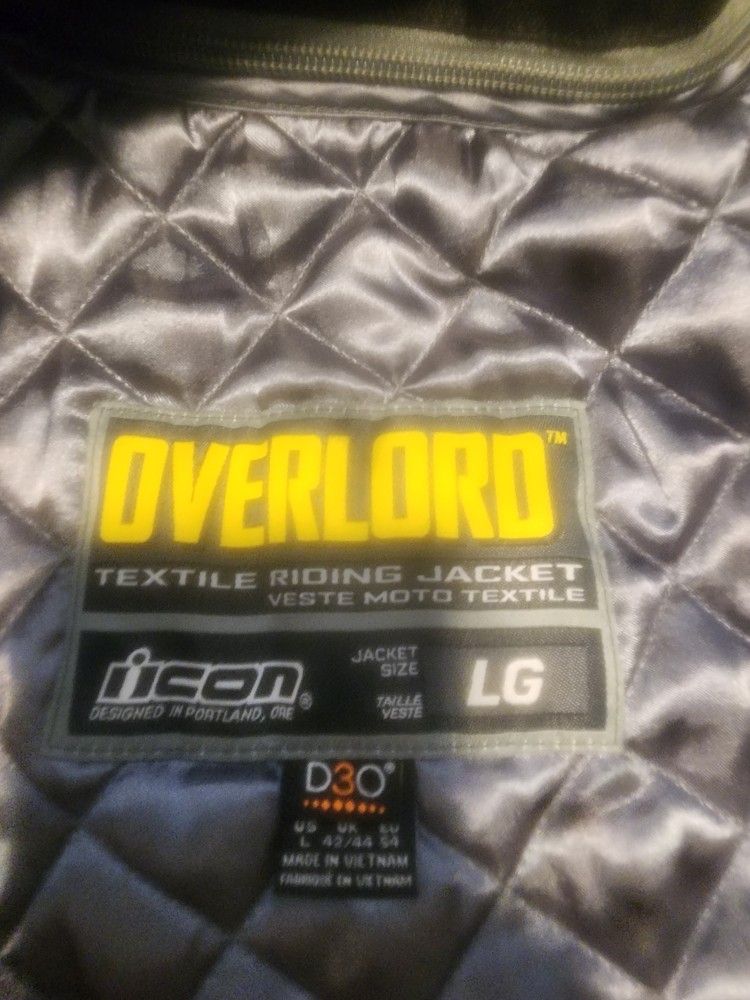 OVERLORD™
TEXTILE RIDING JACKET
VESTE MOTO TEXTILE
icon®
DESIGNED IN PORTLAND, ORE
JACKET
SIZE
LG
TAILLE
VESTE
D3O®
US UK EU
L 42/44 54
MADE IN VIETNAM
FABRIQUÉ EN VIETNAM